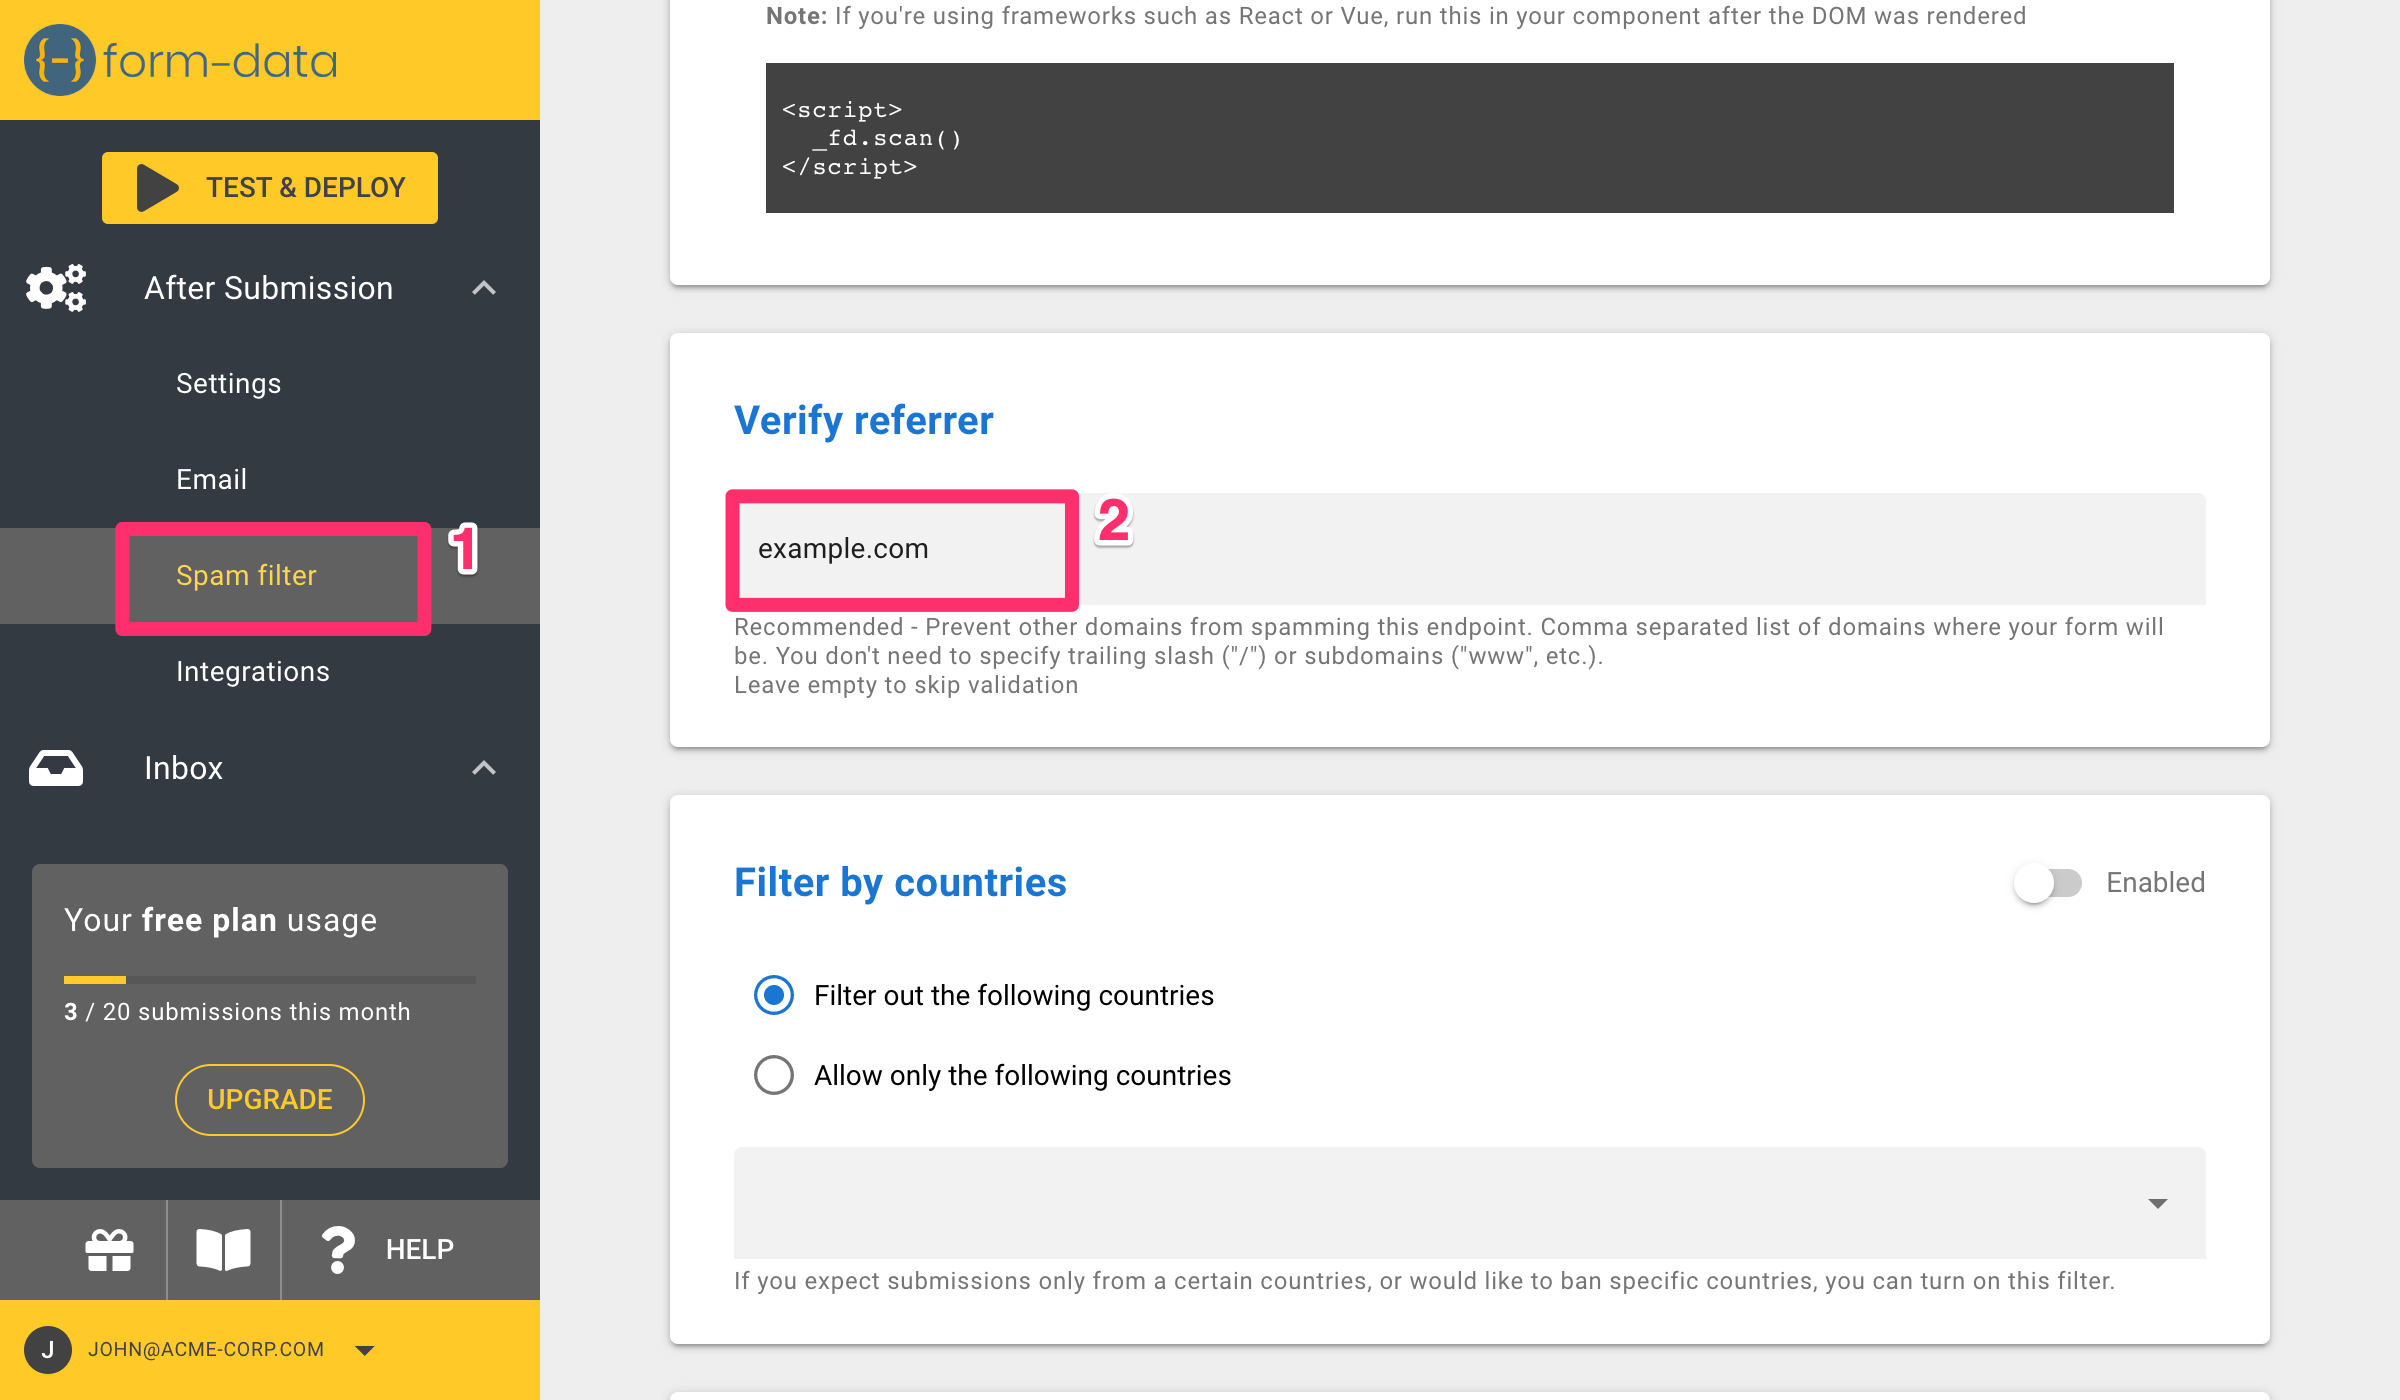 {-} form-data
TEST & DEPLOY
After Submission
Settings
Email
Spam filter
1
Integrations
Inbox
Your free plan usage
3 / 20 submissions this month
UPGRADE
? HELP
J JOHN@ACME-CORP.COM
Note: If you're using frameworks such as React or Vue, run this in your component after the DOM was rendered
<script>
_fd.scan()
</script>
Verify referrer
example.com
2
Recommended - Prevent other domains from spamming this endpoint. Comma separated list of domains where your form will
be. You don't need to specify trailing slash ("/") or subdomains ("www", etc.).
Leave empty to skip validation
Filter by countries
Enabled
Filter out the following countries
Allow only the following countries
If you expect submissions only from a certain countries, or would like to ban specific countries, you can turn on this filter.